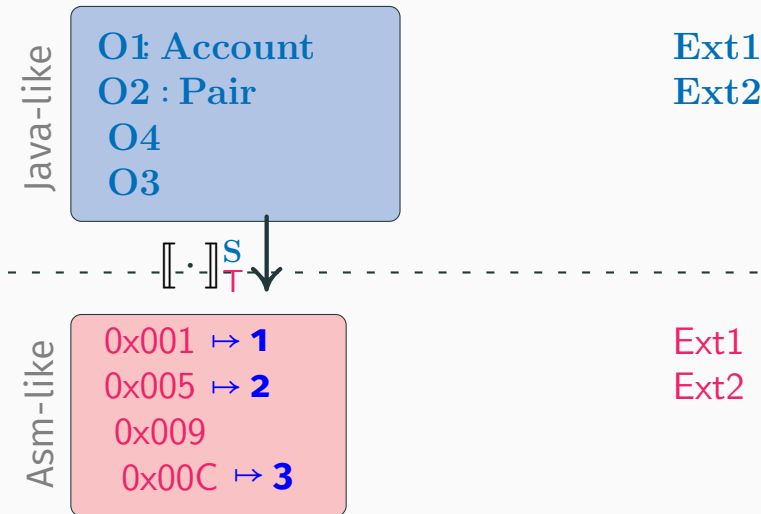 Java-like
O1: Account Ext1
O2 : Pair Ext2
O4
O3
⟦ · ⟧ S T
Asm-like
0x001 ↦ 1 Ext1
0x005 ↦ 2 Ext2
0x009
0x00C ↦ 3